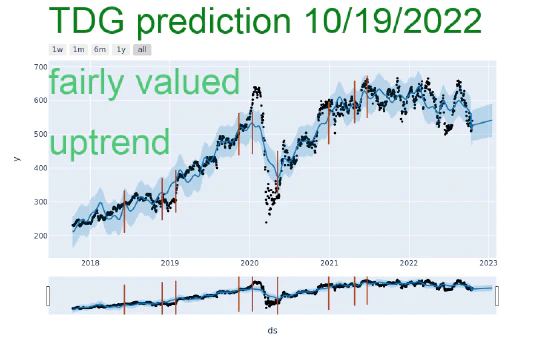 TDG prediction 10/19/2022
1w 1m 6m 1y all
fairly valued
uptrend
700
600
500
400
300
200
y
2018 2019 2020 2021 2022 2023
ds